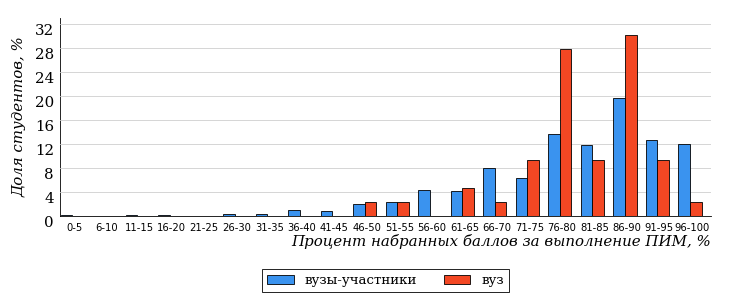 Доля студентов, %
32
28
24
20
16
12
8
4
0
0-5 6-10 11-15 16-20 21-25 26-30 31-35 36-40 41-45 46-50 51-55 56-60 61-65 66-70 71-75 76-80 81-85 86-90 91-95 96-100
Процент набранных баллов за выполнение ПИМ, %
вузы-участники вуз